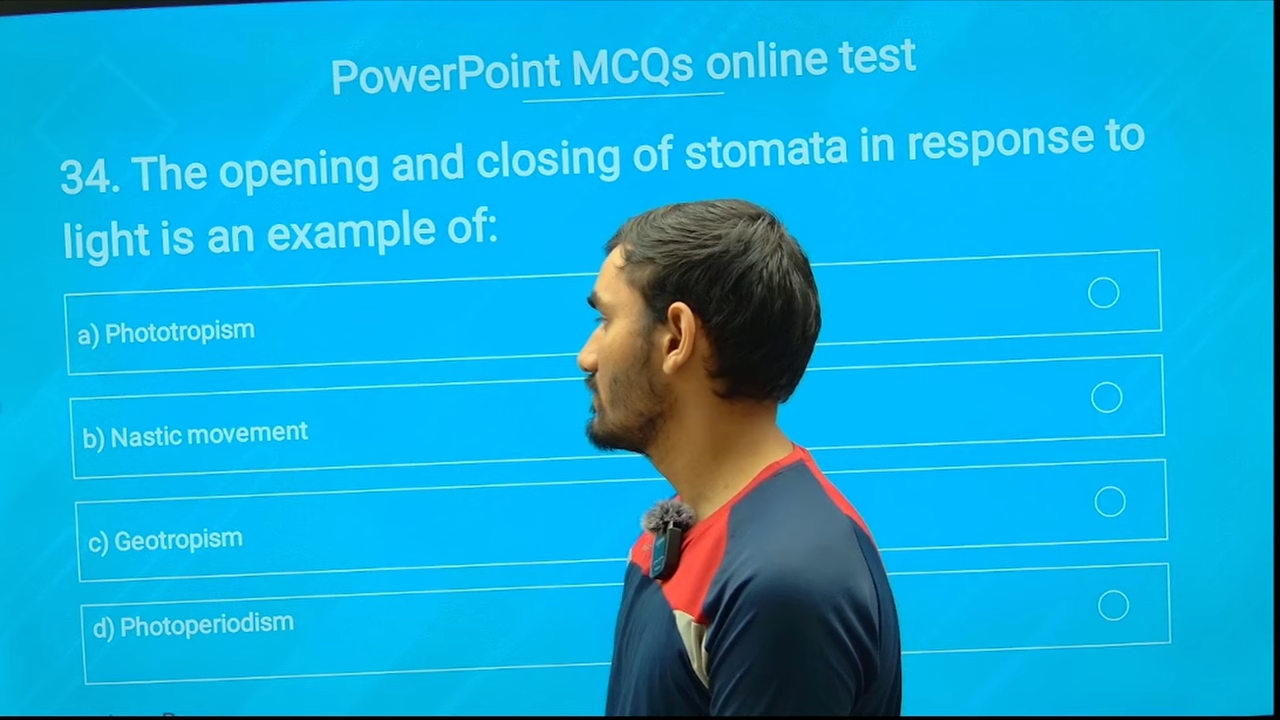 PowerPoint MCQs online test
34. The opening and closing of stomata in response to
light is an example of:
a) Phototropism
b) Nastic movement
c) Geotropism
d) Photoperiodism